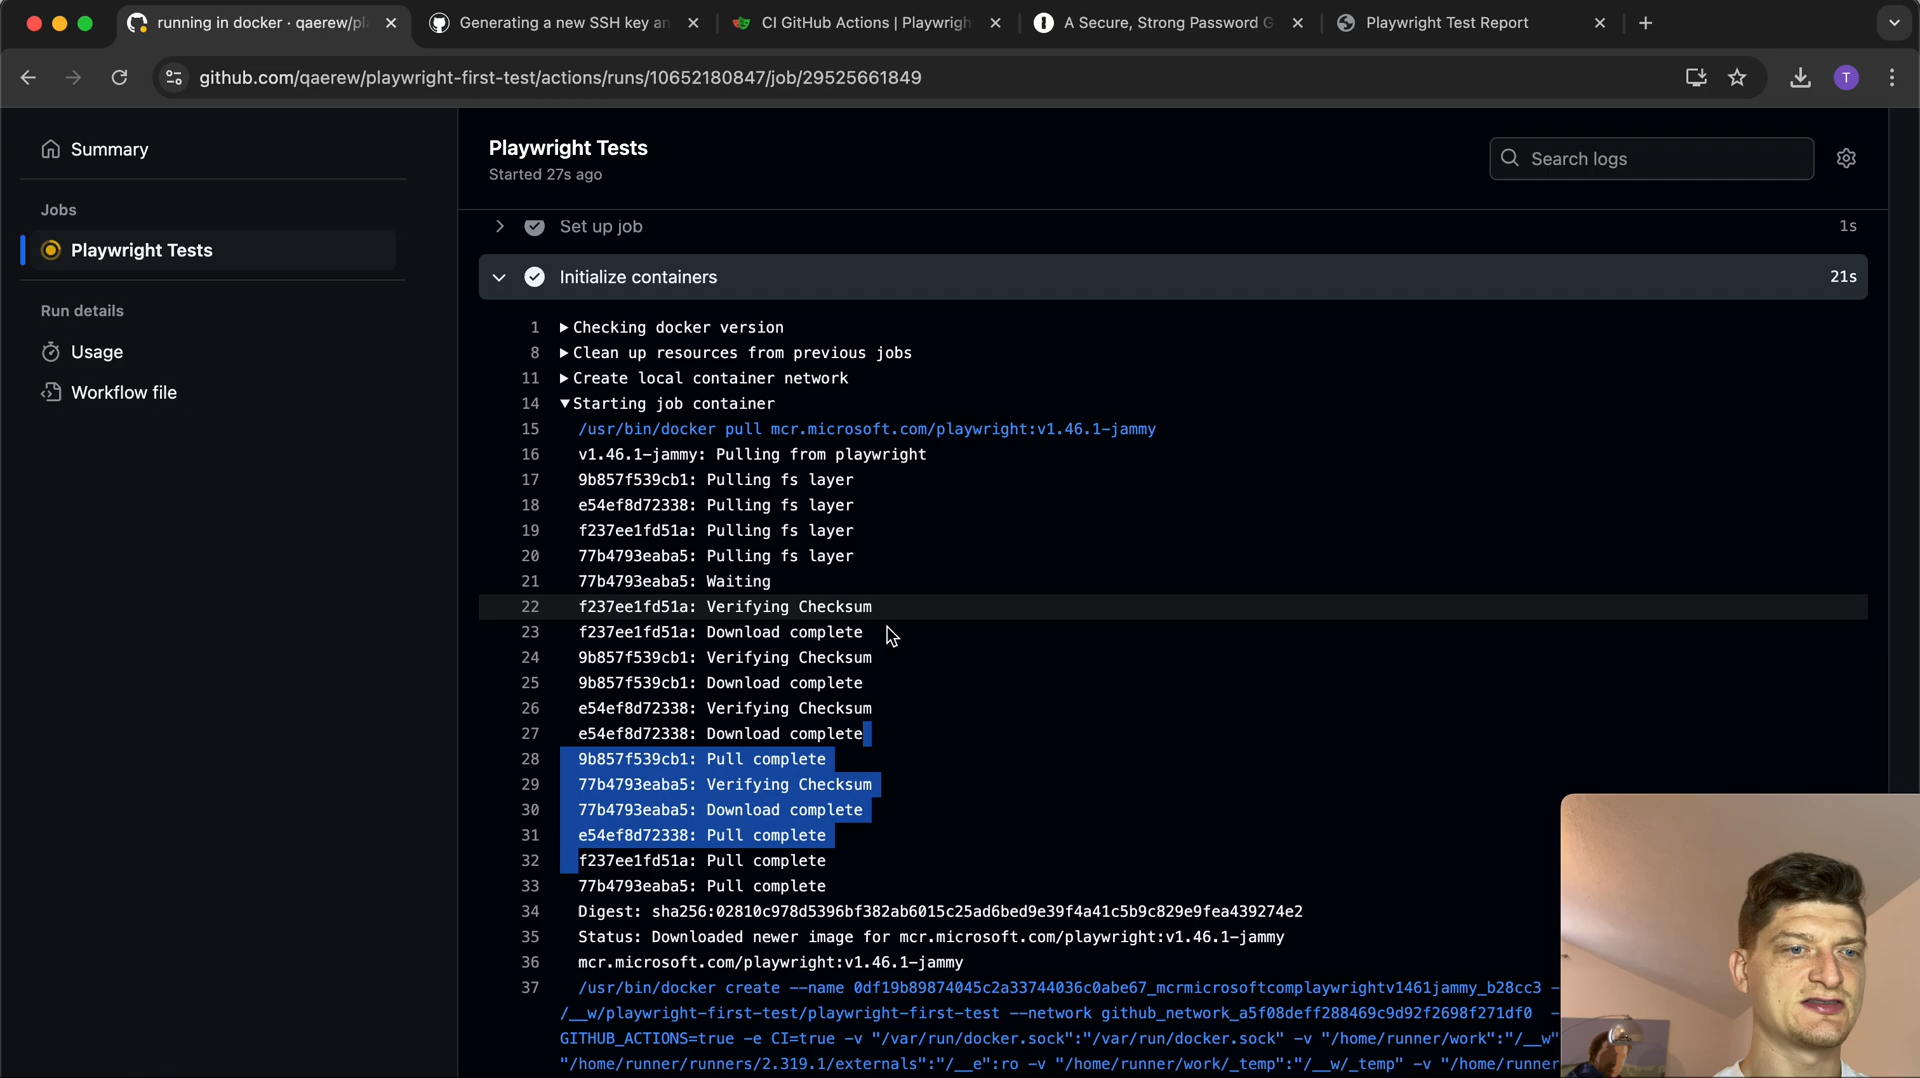 running in docker · qaerew/pl
Generating a new SSH key an
CI GitHub Actions | Playwrigh
A Secure, Strong Password G
Playwright Test Report
github.com/qaerew/playwright-first-test/actions/runs/10652180847/job/29525661849
T
Summary
Jobs
Playwright Tests
Run details
Usage
Workflow file
Playwright Tests
Started 27s ago
Search logs
Set up job 1s
Initialize containers 21s
1 Checking docker version
8 Clean up resources from previous jobs
11 Create local container network
14 Starting job container
15 /usr/bin/docker pull mcr.microsoft.com/playwright:v1.46.1-jammy
16 v1.46.1-jammy: Pulling from playwright
17 9b857f539cb1: Pulling fs layer
18 e54ef8d72338: Pulling fs layer
19 f237ee1fd51a: Pulling fs layer
20 77b4793eaba5: Pulling fs layer
21 77b4793eaba5: Waiting
22 f237ee1fd51a: Verifying Checksum
23 f237ee1fd51a: Download complete
24 9b857f539cb1: Verifying Checksum
25 9b857f539cb1: Download complete
26 e54ef8d72338: Verifying Checksum
27 e54ef8d72338: Download complete
28 9b857f539cb1: Pull complete
29 77b4793eaba5: Verifying Checksum
30 77b4793eaba5: Download complete
31 e54ef8d72338: Pull complete
32 f237ee1fd51a: Pull complete
33 77b4793eaba5: Pull complete
34 Digest: sha256:02810c978d5396bf382ab6015c25ad6bed9e39f4a41c5b9c829e9fea439274e2
35 Status: Downloaded newer image for mcr.microsoft.com/playwright:v1.46.1-jammy
36 mcr.microsoft.com/playwright:v1.46.1-jammy
37 /usr/bin/docker create --name 0df19b89874045c2a33744036c0abe67_mcrmicrosoftcomplaywrightv1461jammy_b28cc3 -
/__w/playwright-first-test/playwright-first-test --network github_network_a5f08deff288469c9d92f2698f271df0 -
GITHUB_ACTIONS=true -e CI=true -v "/var/run/docker.sock":"/var/run/docker.sock" -v "/home/runner/work":"/__w"
"/home/runner/runners/2.319.1/externals":"/__e":ro -v "/home/runner/work/_temp":"/__w/_temp" -v "/home/runner